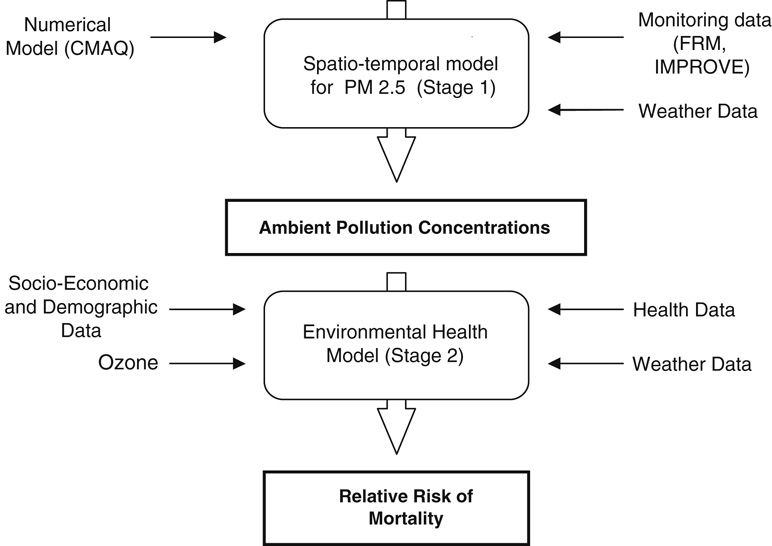 Numerical
Model (CMAQ)
Monitoring data
(FRM,
IMPROVE)
Spatio-temporal model
for PM 2.5 (Stage 1)
Weather Data
Ambient Pollution Concentrations
Socio-Economic
and Demographic
Data
Ozone
Environmental Health
Model (Stage 2)
Health Data
Weather Data
Relative Risk of
Mortality